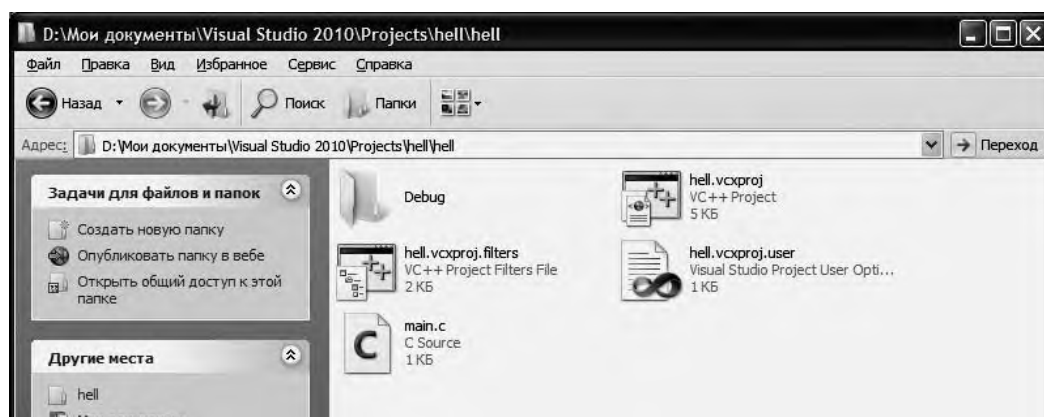 D:\Мои документы\Visual Studio 2010\Projects\hell\hell
Файл Правка Вид Избранное Сервис Справка
Назад Поиск Папки
Адрес: D:\Мои документы\Visual Studio 2010\Projects\hell\hell Переход
Задачи для файлов и папок
Создать новую папку
Опубликовать папку в вебе
Открыть общий доступ к этой
папке
Другие места
hell
Debug
hell.vcxproj
VC++ Project
5 КБ
hell.vcxproj.filters
VC++ Project Filters File
2 КБ
hell.vcxproj.user
Visual Studio Project User Opti...
1 КБ
main.c
C Source
1 КБ